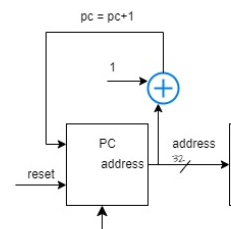 pc = pc+1
1
PC
address
address
32
reset